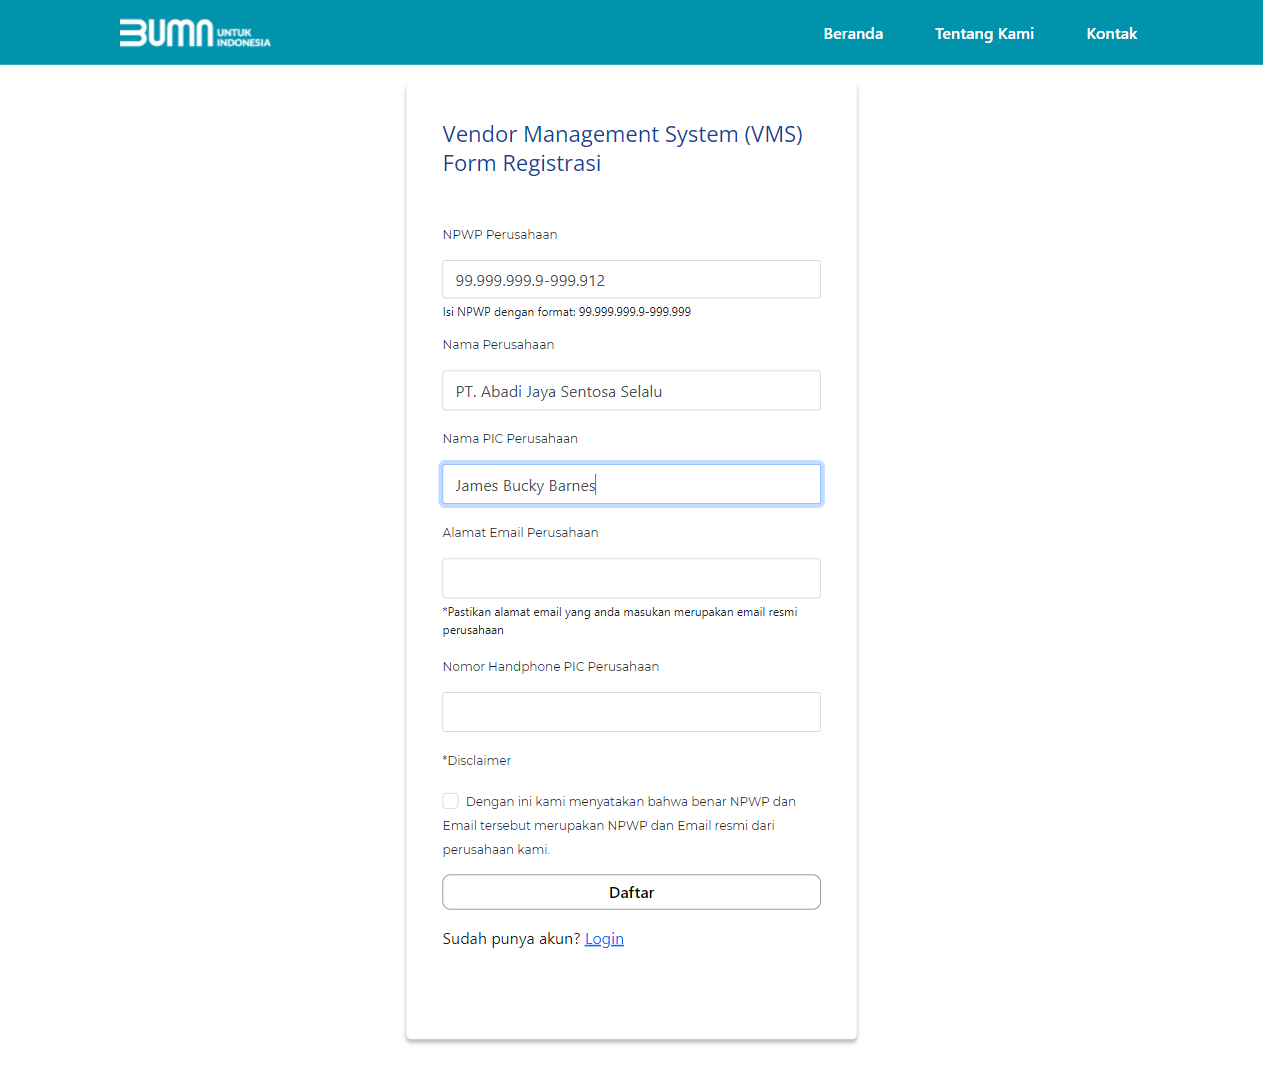 BUMN UNTUK INDONESIA
Beranda Tentang Kami Kontak
Vendor Management System (VMS)
Form Registrasi
NPWP Perusahaan
99.999.999.9-999.912
Isi NPWP dengan format: 99.999.999.9-999.999
Nama Perusahaan
PT. Abadi Jaya Sentosa Selalu
Nama PIC Perusahaan
James Bucky Barnes
Alamat Email Perusahaan
*Pastikan alamat email yang anda masukan merupakan email resmi
perusahaan
Nomor Handphone PIC Perusahaan
*Disclaimer
Dengan ini kami menyatakan bahwa benar NPWP dan
Email tersebut merupakan NPWP dan Email resmi dari
perusahaan kami.
Daftar
Sudah punya akun? Login